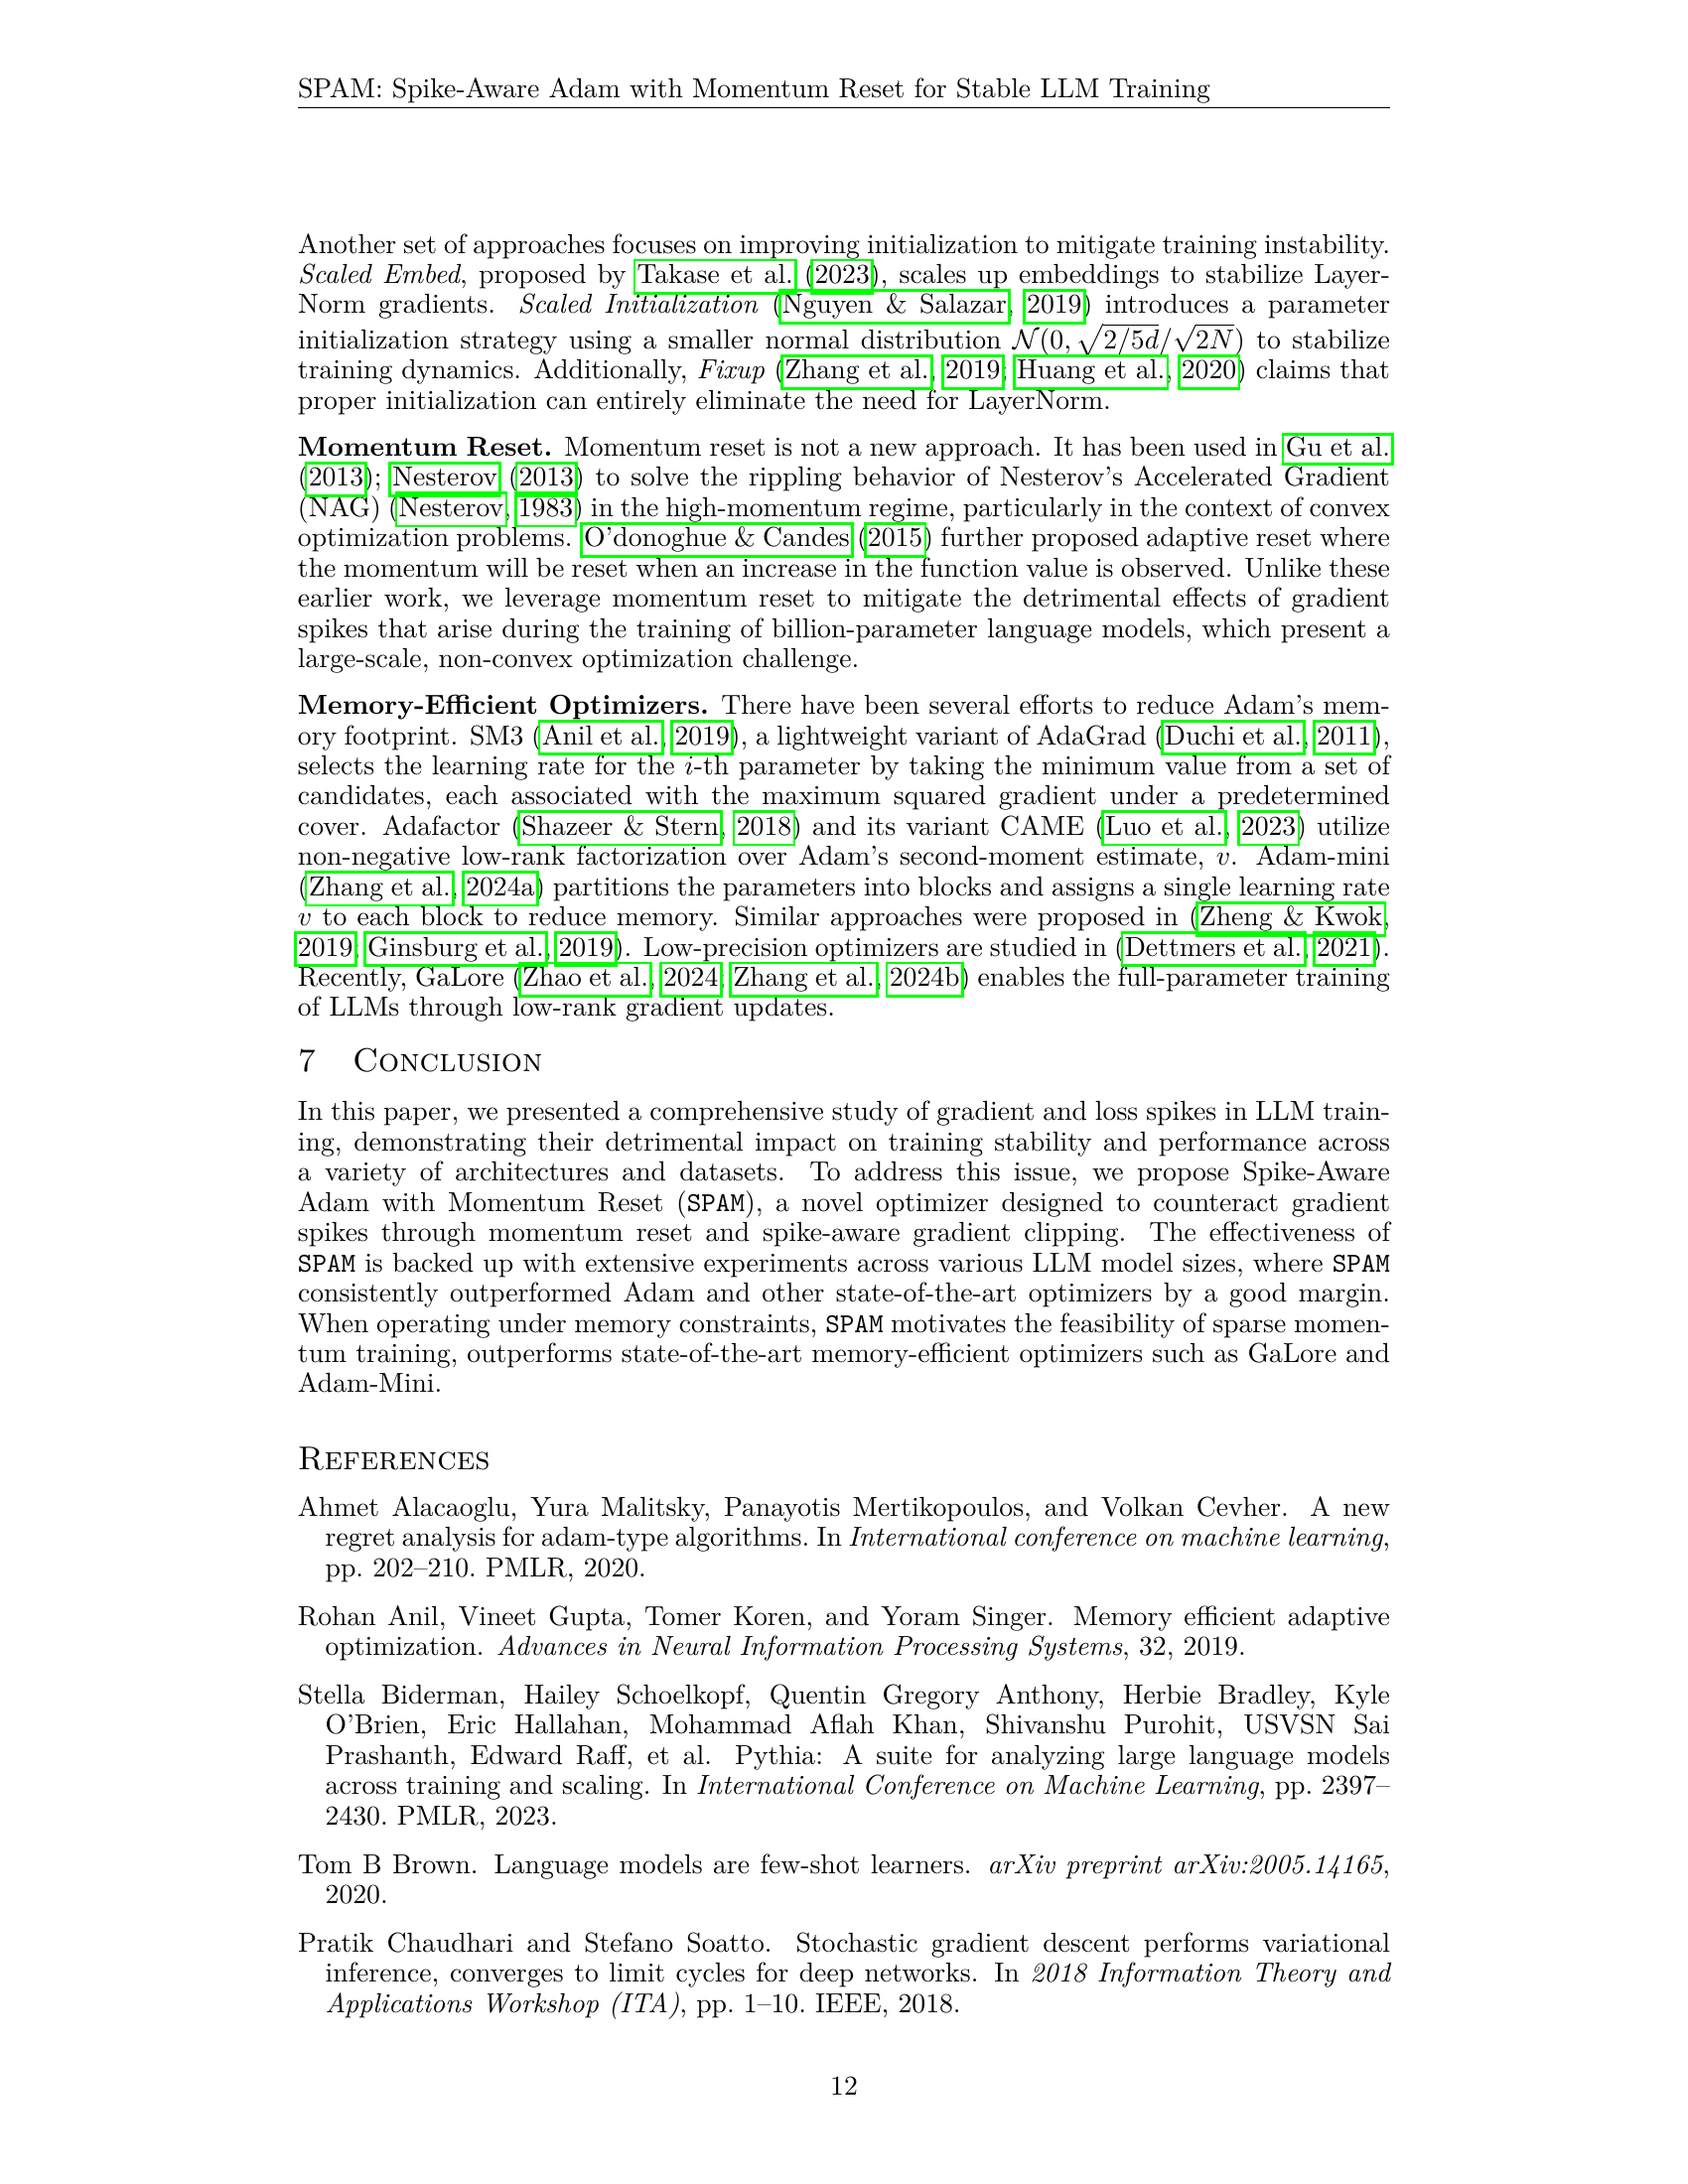 SPAM: Spike-Aware Adam with Momentum Reset for Stable LLM Training
Another set of approaches focuses on improving initialization to mitigate training instability.
Scaled Embed, proposed by Takase et al. (2023), scales up embeddings to stabilize Layer-
Norm gradients. Scaled Initialization (Nguyen & Salazar, 2019) introduces a parameter
initialization strategy using a smaller normal distribution 𝒩(0, √2/5d/√2N) to stabilize
training dynamics. Additionally, Fixup (Zhang et al., 2019; Huang et al., 2020) claims that
proper initialization can entirely eliminate the need for LayerNorm.
Momentum Reset. Momentum reset is not a new approach. It has been used in Gu et al.
(2013); Nesterov (2013) to solve the rippling behavior of Nesterov's Accelerated Gradient
(NAG) (Nesterov, 1983) in the high-momentum regime, particularly in the context of convex
optimization problems. O'donoghue & Candes (2015) further proposed adaptive reset where
the momentum will be reset when an increase in the function value is observed. Unlike these
earlier work, we leverage momentum reset to mitigate the detrimental effects of gradient
spikes that arise during the training of billion-parameter language models, which present a
large-scale, non-convex optimization challenge.
Memory-Efficient Optimizers. There have been several efforts to reduce Adam's mem-
ory footprint. SM3 (Anil et al., 2019), a lightweight variant of AdaGrad (Duchi et al., 2011),
selects the learning rate for the i-th parameter by taking the minimum value from a set of
candidates, each associated with the maximum squared gradient under a predetermined
cover. Adafactor (Shazeer & Stern, 2018) and its variant CAME (Luo et al., 2023) utilize
non-negative low-rank factorization over Adam's second-moment estimate, v. Adam-mini
(Zhang et al., 2024a) partitions the parameters into blocks and assigns a single learning rate
v to each block to reduce memory. Similar approaches were proposed in (Zheng & Kwok,
2019; Ginsburg et al., 2019). Low-precision optimizers are studied in (Dettmers et al., 2021).
Recently, GaLore (Zhao et al., 2024; Zhang et al., 2024b) enables the full-parameter training
of LLMs through low-rank gradient updates.
7 Conclusion
In this paper, we presented a comprehensive study of gradient and loss spikes in LLM train-
ing, demonstrating their detrimental impact on training stability and performance across
a variety of architectures and datasets. To address this issue, we propose Spike-Aware
Adam with Momentum Reset (SPAM), a novel optimizer designed to counteract gradient
spikes through momentum reset and spike-aware gradient clipping. The effectiveness of
SPAM is backed up with extensive experiments across various LLM model sizes, where SPAM
consistently outperformed Adam and other state-of-the-art optimizers by a good margin.
When operating under memory constraints, SPAM motivates the feasibility of sparse momen-
tum training, outperforms state-of-the-art memory-efficient optimizers such as GaLore and
Adam-Mini.
References
Ahmet Alacaoglu, Yura Malitsky, Panayotis Mertikopoulos, and Volkan Cevher. A new
regret analysis for adam-type algorithms. In International conference on machine learning,
pp. 202–210. PMLR, 2020.
Rohan Anil, Vineet Gupta, Tomer Koren, and Yoram Singer. Memory efficient adaptive
optimization. Advances in Neural Information Processing Systems, 32, 2019.
Stella Biderman, Hailey Schoelkopf, Quentin Gregory Anthony, Herbie Bradley, Kyle
O'Brien, Eric Hallahan, Mohammad Aflah Khan, Shivanshu Purohit, USVSN Sai
Prashanth, Edward Raff, et al. Pythia: A suite for analyzing large language models
across training and scaling. In International Conference on Machine Learning, pp. 2397–
2430. PMLR, 2023.
Tom B Brown. Language models are few-shot learners. arXiv preprint arXiv:2005.14165,
2020.
Pratik Chaudhari and Stefano Soatto. Stochastic gradient descent performs variational
inference, converges to limit cycles for deep networks. In 2018 Information Theory and
Applications Workshop (ITA), pp. 1–10. IEEE, 2018.
12